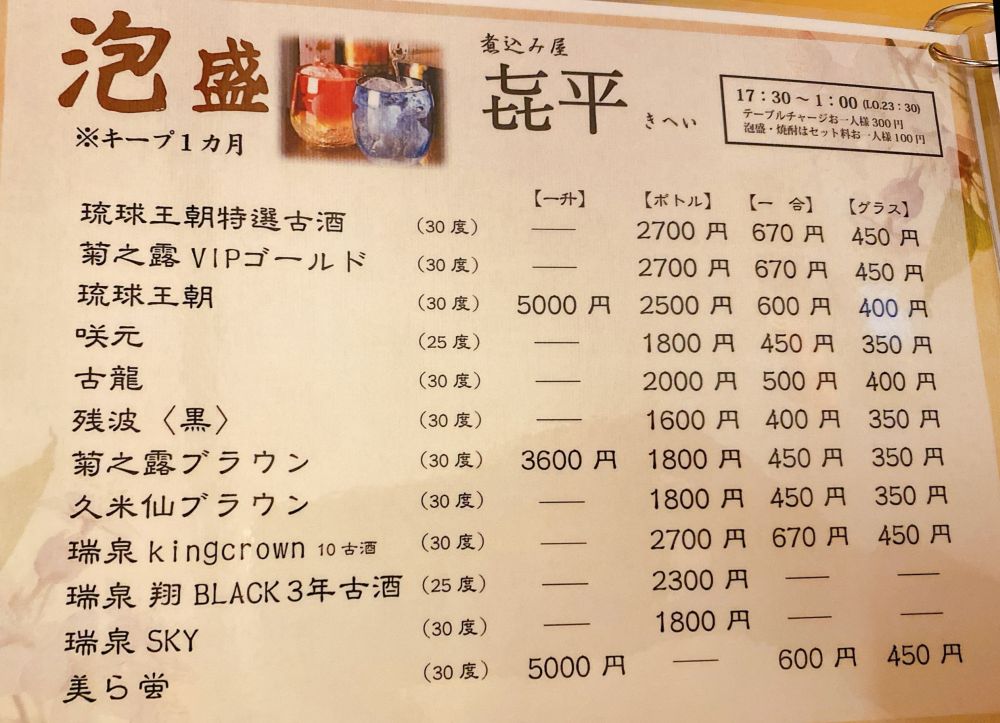 泡盛
※キープ1カ月
煮込み屋
㐂平 きへい
17：30～1：00 (LO.23：30)
テーブルチャージお一人様300円
泡盛・焼酎はセット料お一人様100円
【一升】 【ボトル】 【一 合】 【グラス】
琉球王朝特選古酒 (30度) ― 2700円 670円 450円
菊之露 VIPゴールド (30度) ― 2700円 670円 450円
琉球王朝 (30度) 5000円 2500円 600円 400円
咲元 (25度) ― 1800円 450円 350円
古龍 (30度) ― 2000円 500円 400円
残波〈黒〉 (30度) ― 1600円 400円 350円
菊之露ブラウン (30度) 3600円 1800円 450円 350円
久米仙ブラウン (30度) ― 1800円 450円 350円
瑞泉 kingcrown 10古酒 (30度) ― 2700円 670円 450円
瑞泉 翔 BLACK 3年古酒 (25度) ― 2300円 ― ―
瑞泉 SKY (30度) ― 1800円 ― ―
美ら蛍 (30度) 5000円 ― 600円 450円